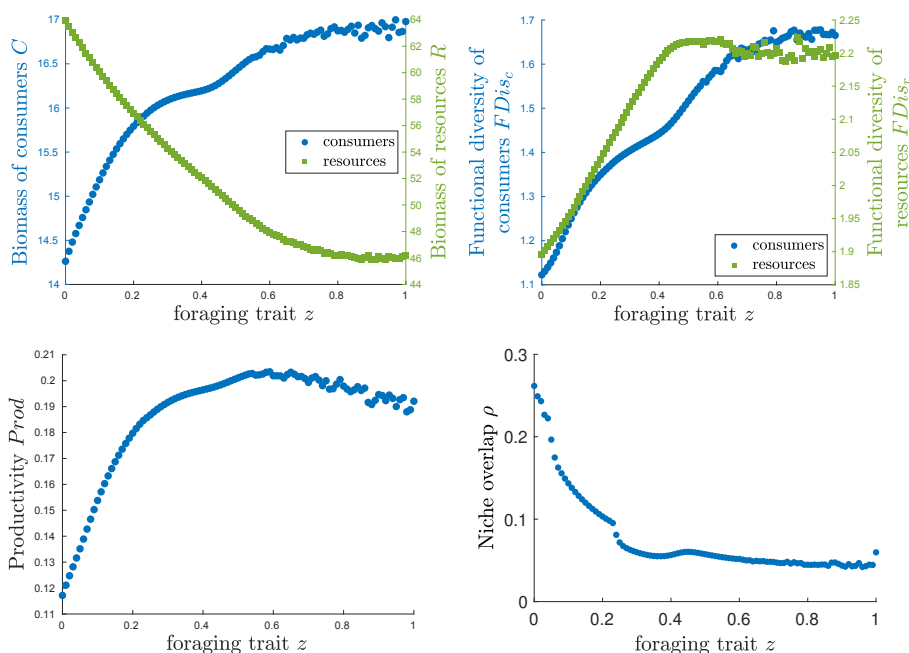 Biomass of consumers C
17
16.5
16
15.5
15
14.5
14
64
62
60
58
56
54
52
50
48
46
44
Biomass of resources R
consumers
resources
0 0.2 0.4 0.6 0.8 1
foraging trait z
Functional diversity of
consumers FDis_c
1.7
1.6
1.5
1.4
1.3
1.2
1.1
2.25
2.2
2.15
2.1
2.05
2
1.95
1.9
1.85
Functional diversity of
resources FDis_r
consumers
resources
0 0.2 0.4 0.6 0.8 1
foraging trait z
Productivity Prod
0.21
0.2
0.19
0.18
0.17
0.16
0.15
0.14
0.13
0.12
0.11
0 0.2 0.4 0.6 0.8 1
foraging trait z
Niche overlap ρ
0.3
0.2
0.1
0
0 0.2 0.4 0.6 0.8 1
foraging trait z